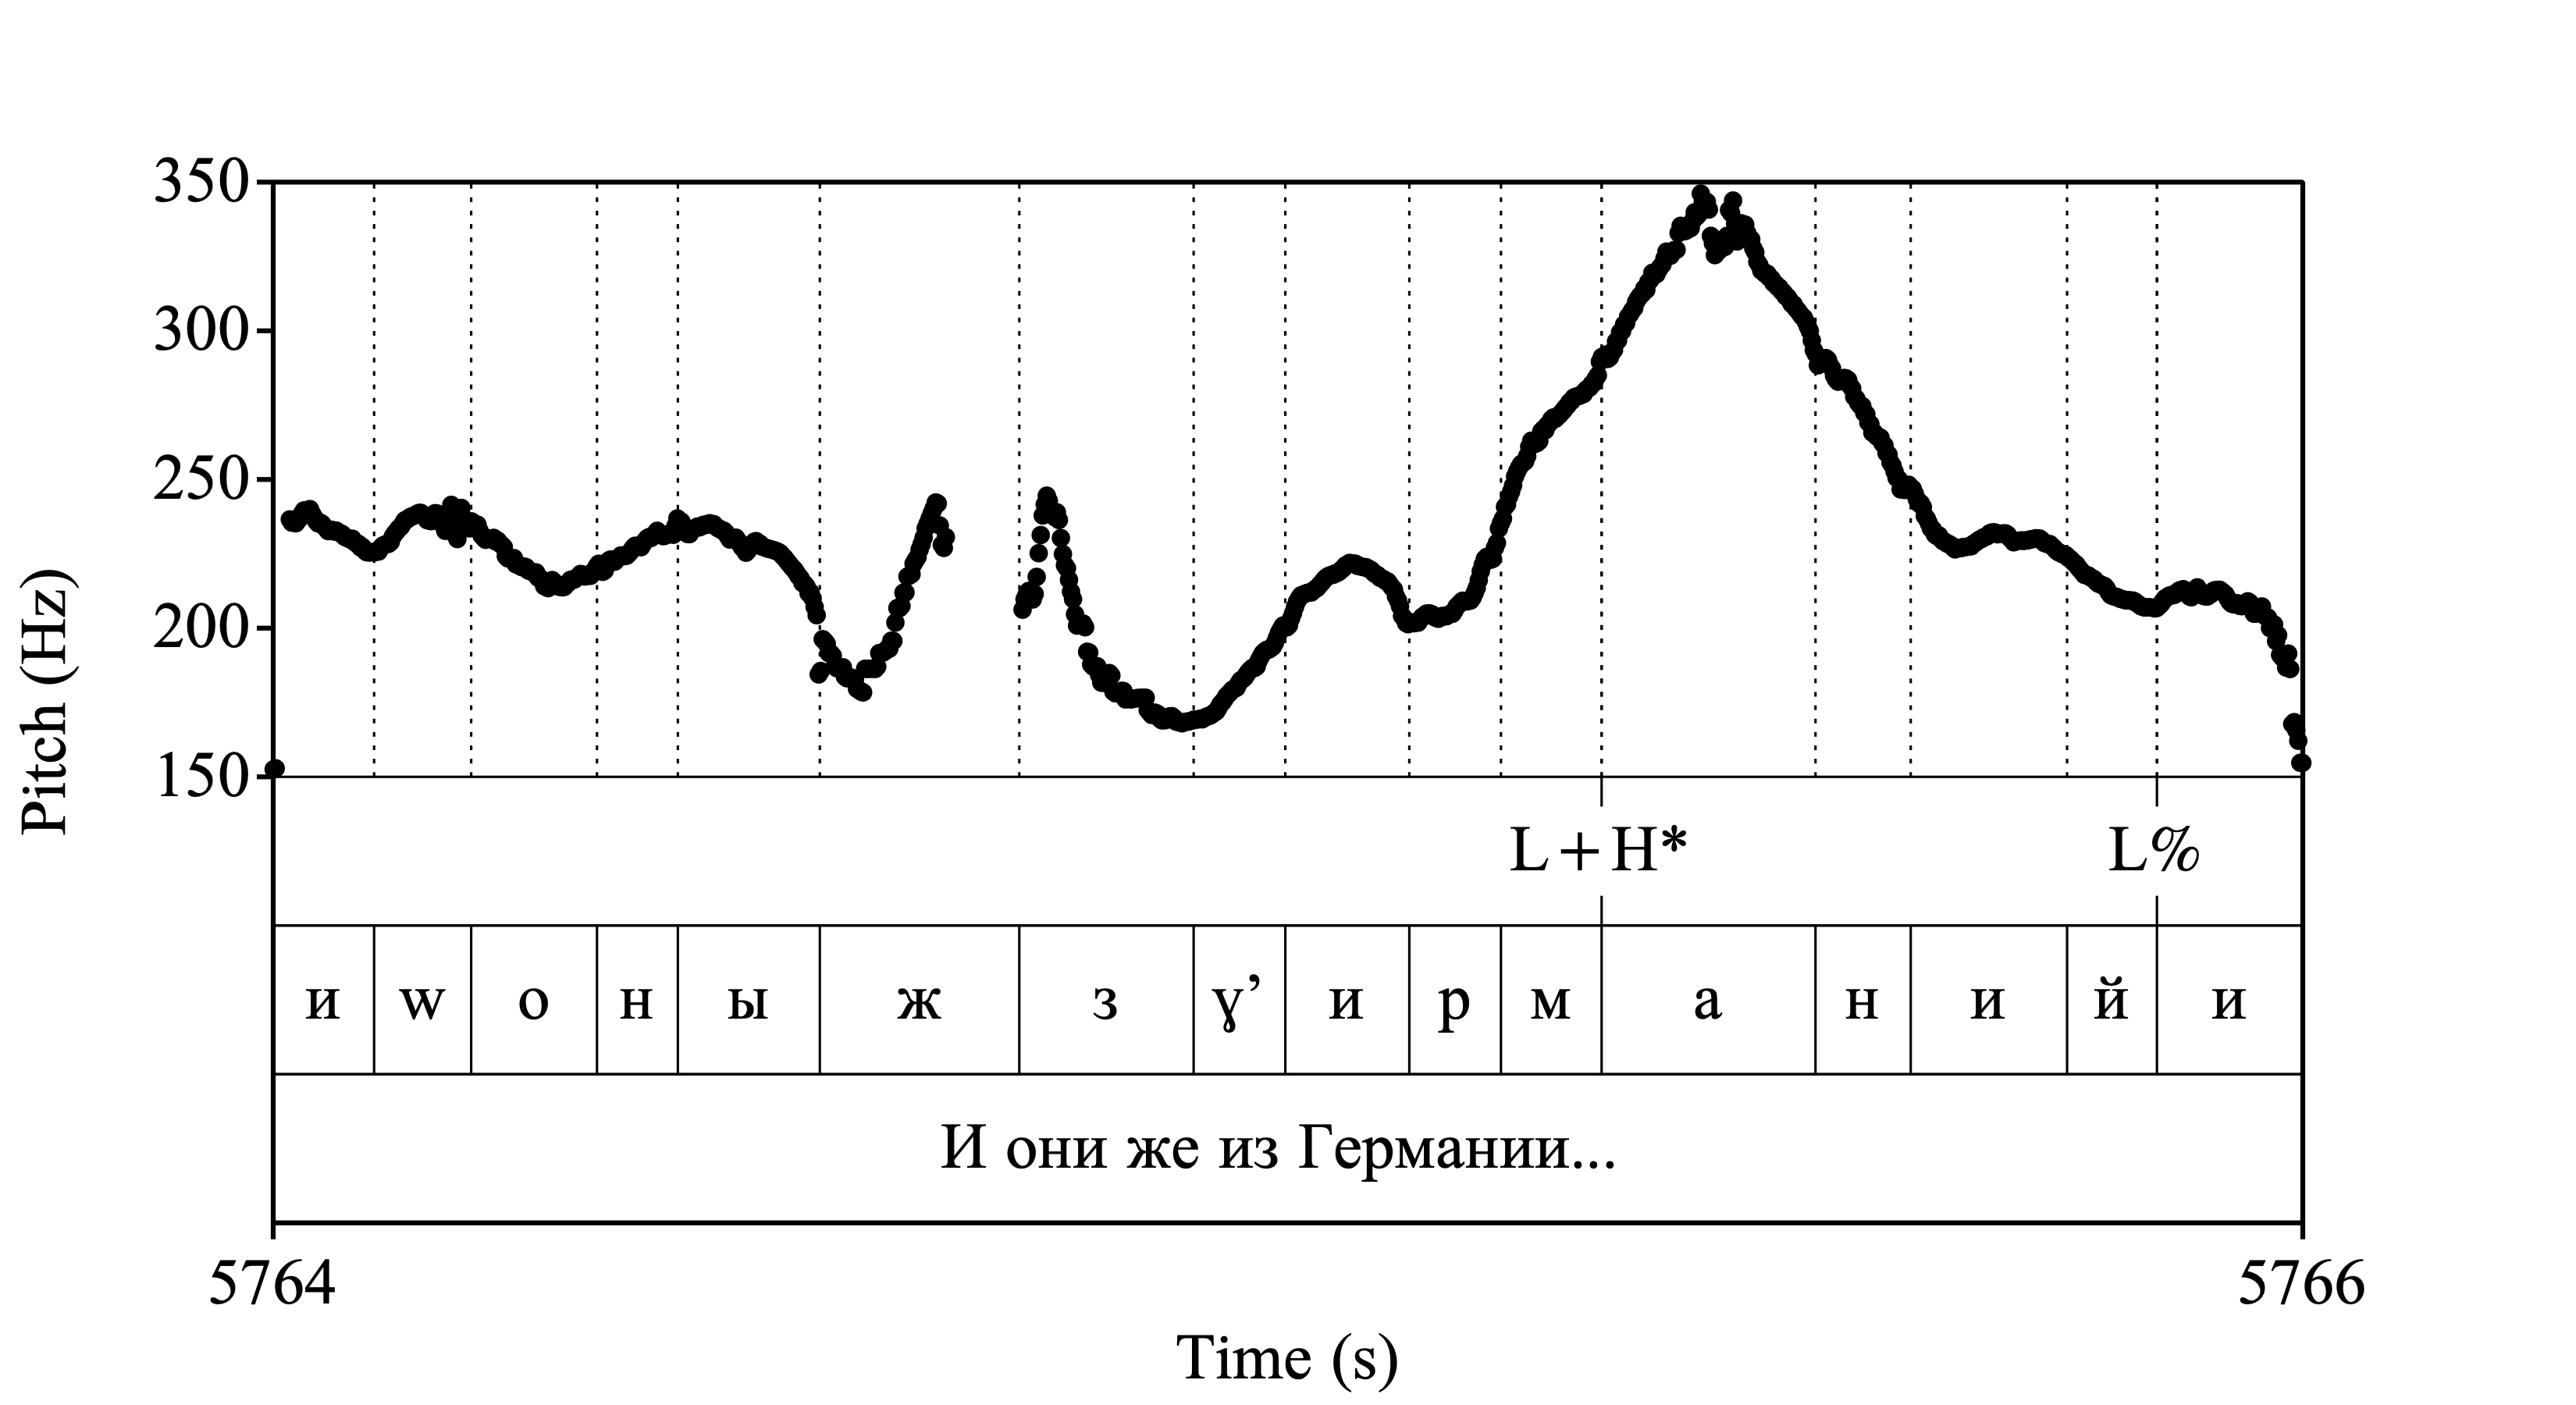 350
300
250
200
150
Pitch (Hz)
L+H* L%
и w о н ы ж з ɣ’ и р м а н и й и
И они же из Германии...
5764 5766
Time (s)